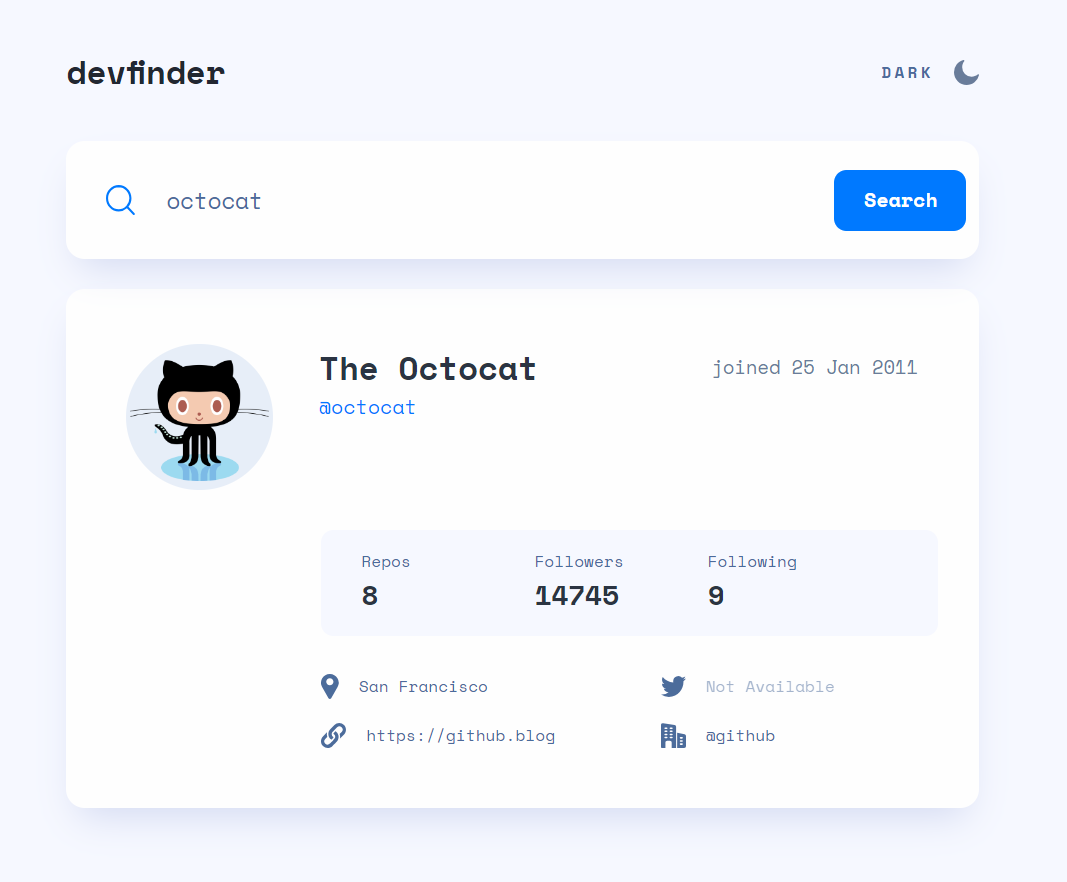 devfinder
DARK
octocat
Search
The Octocat
joined 25 Jan 2011
@octocat
Repos
Followers
Following
8
14745
9
San Francisco
Not Available
https://github.blog
@github